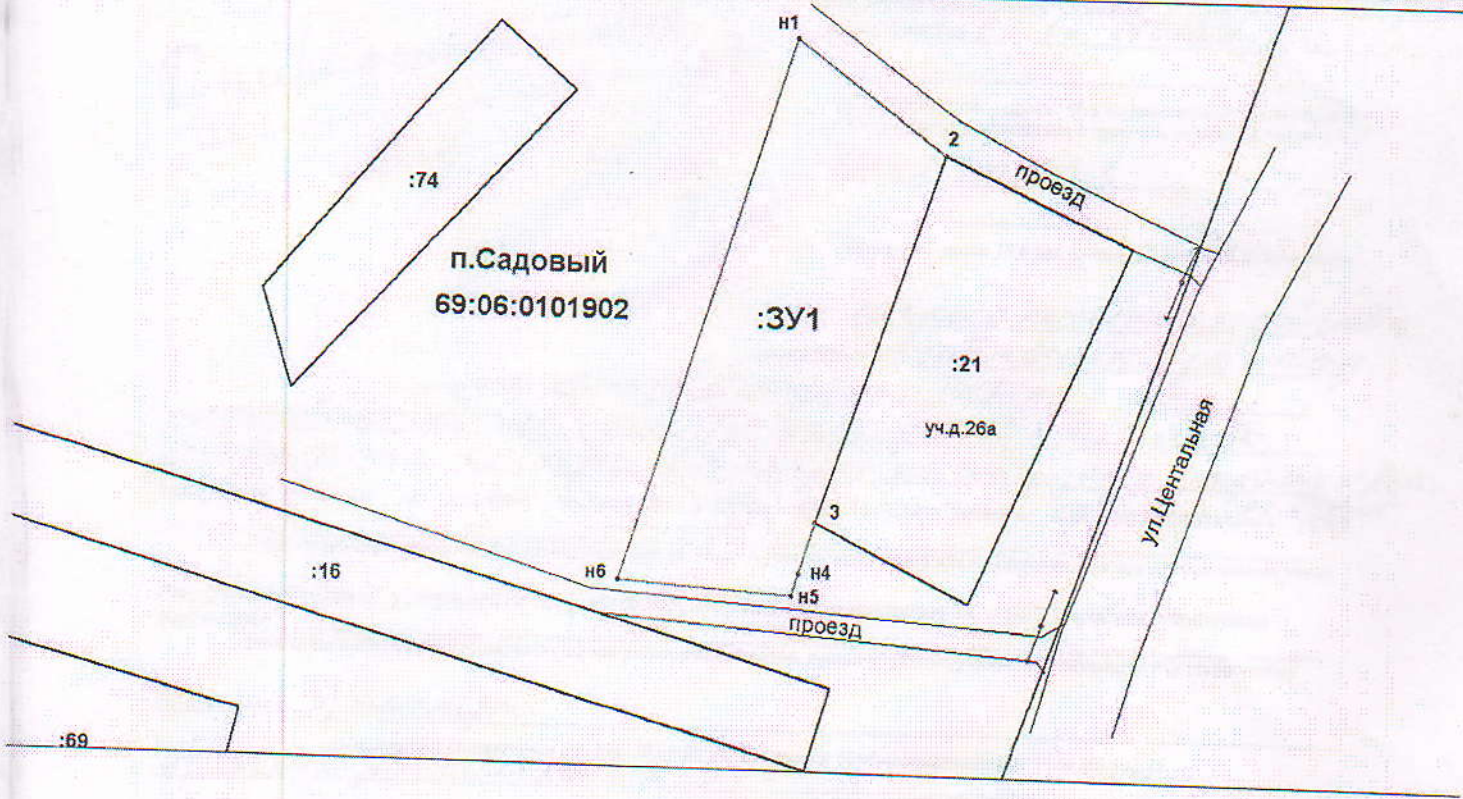 н1
2
проезд
:74
п.Садовый
69:06:0101902
:ЗУ1
:21
уч.д.26а
ул.Центальная
3
:16
н6
н4
н5
проезд
:69